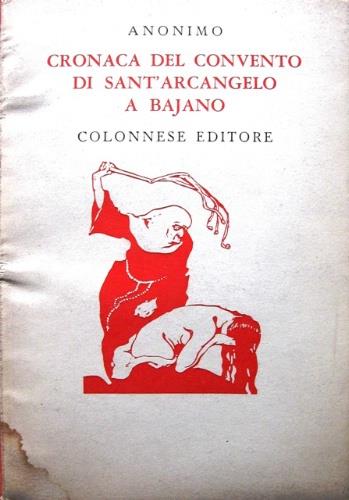 ANONIMO
CRONACA DEL CONVENTO
DI SANT'ARCANGELO
A BAJANO
COLONNESE EDITORE